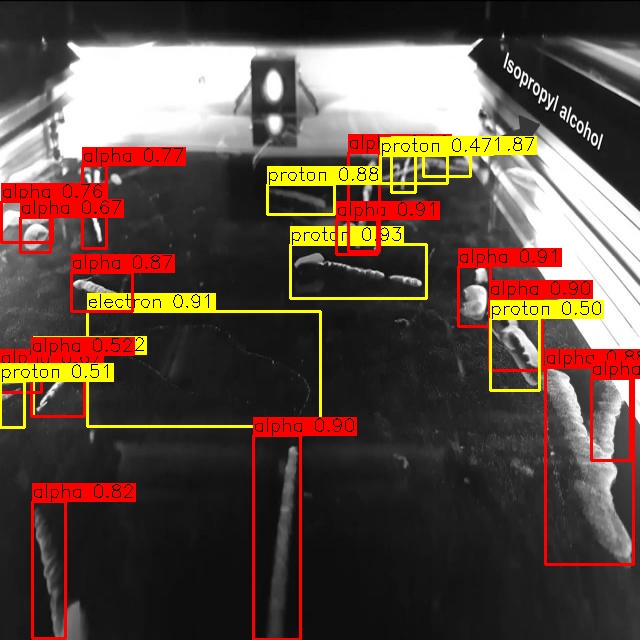 Isopropyl alcohol
alpha 0.77
proton 0.471.87
proton 0.88
alpha 0.76
alpha 0.67
alpha 0.91
proton 0.93
alpha 0.87
alpha 0.91
alpha 0.90
electron 0.91
proton 0.50
alpha 0.522
proton 0.51
alpha
alpha 0.90
alpha 0.82